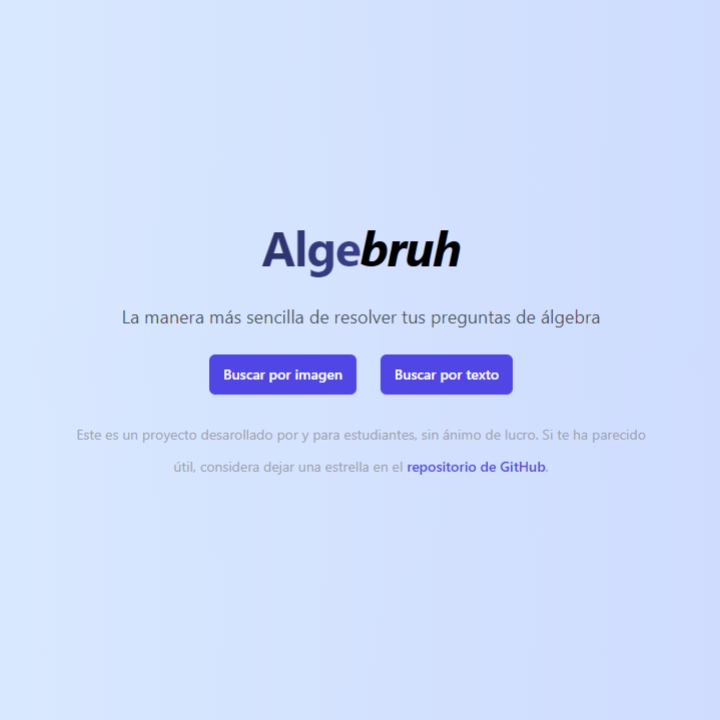 Algebruh
La manera más sencilla de resolver tus preguntas de álgebra
Buscar por imagen
Buscar por texto
Este es un proyecto desarollado por y para estudiantes, sin ánimo de lucro. Si te ha parecido
útil, considera dejar una estrella en el repositorio de GitHub.